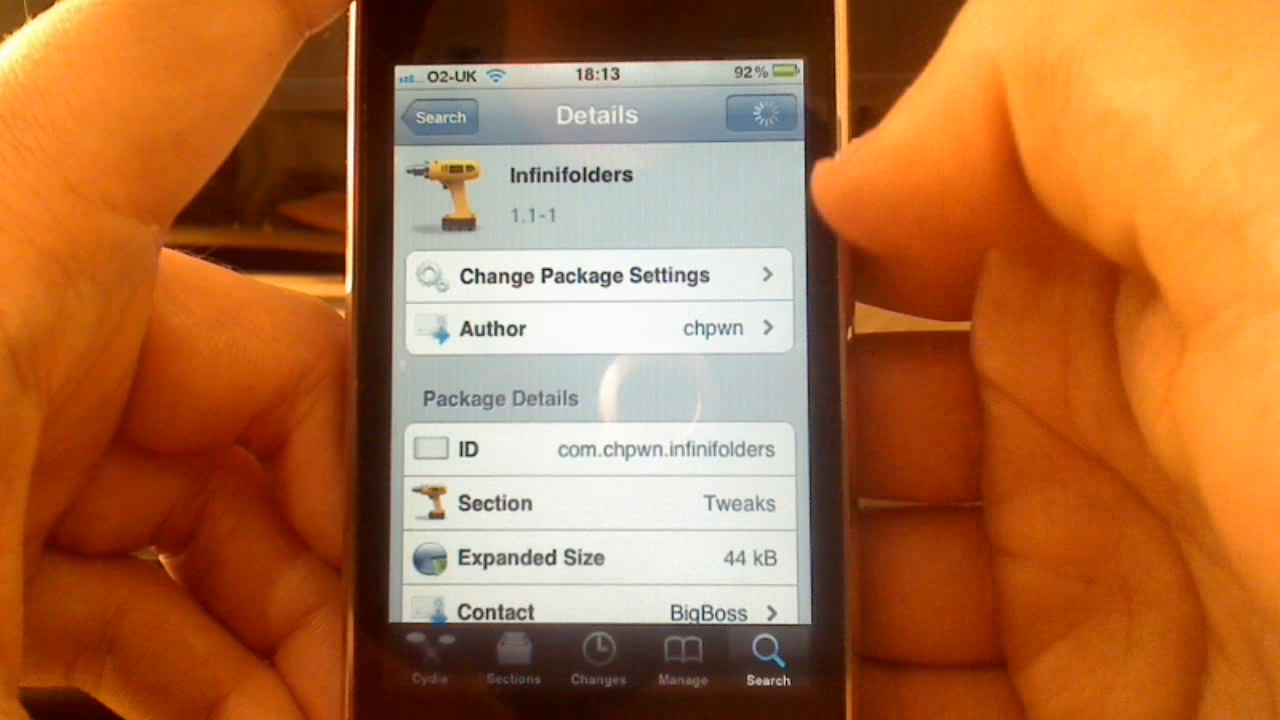 O2-UK 18:13 92%
Search Details
Infinifolders
1.1-1
Change Package Settings
Author chpwn
Package Details
ID com.chpwn.infinifolders
Section Tweaks
Expanded Size 44 kB
Contact BigBoss
Cydia Sections Changes Manage Search